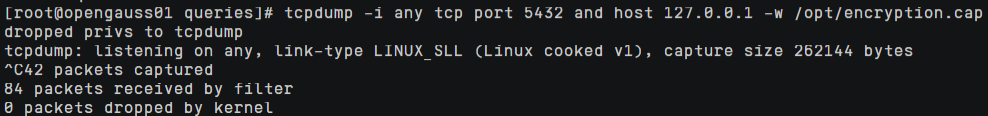 [root@opengauss01 queries]# tcpdump -i any tcp port 5432 and host 127.0.0.1 -w /opt/encryption.cap
dropped privs to tcpdump
tcpdump: listening on any, link-type LINUX_SLL (Linux cooked v1), capture size 262144 bytes
^C42 packets captured
84 packets received by filter
0 packets dropped by kernel